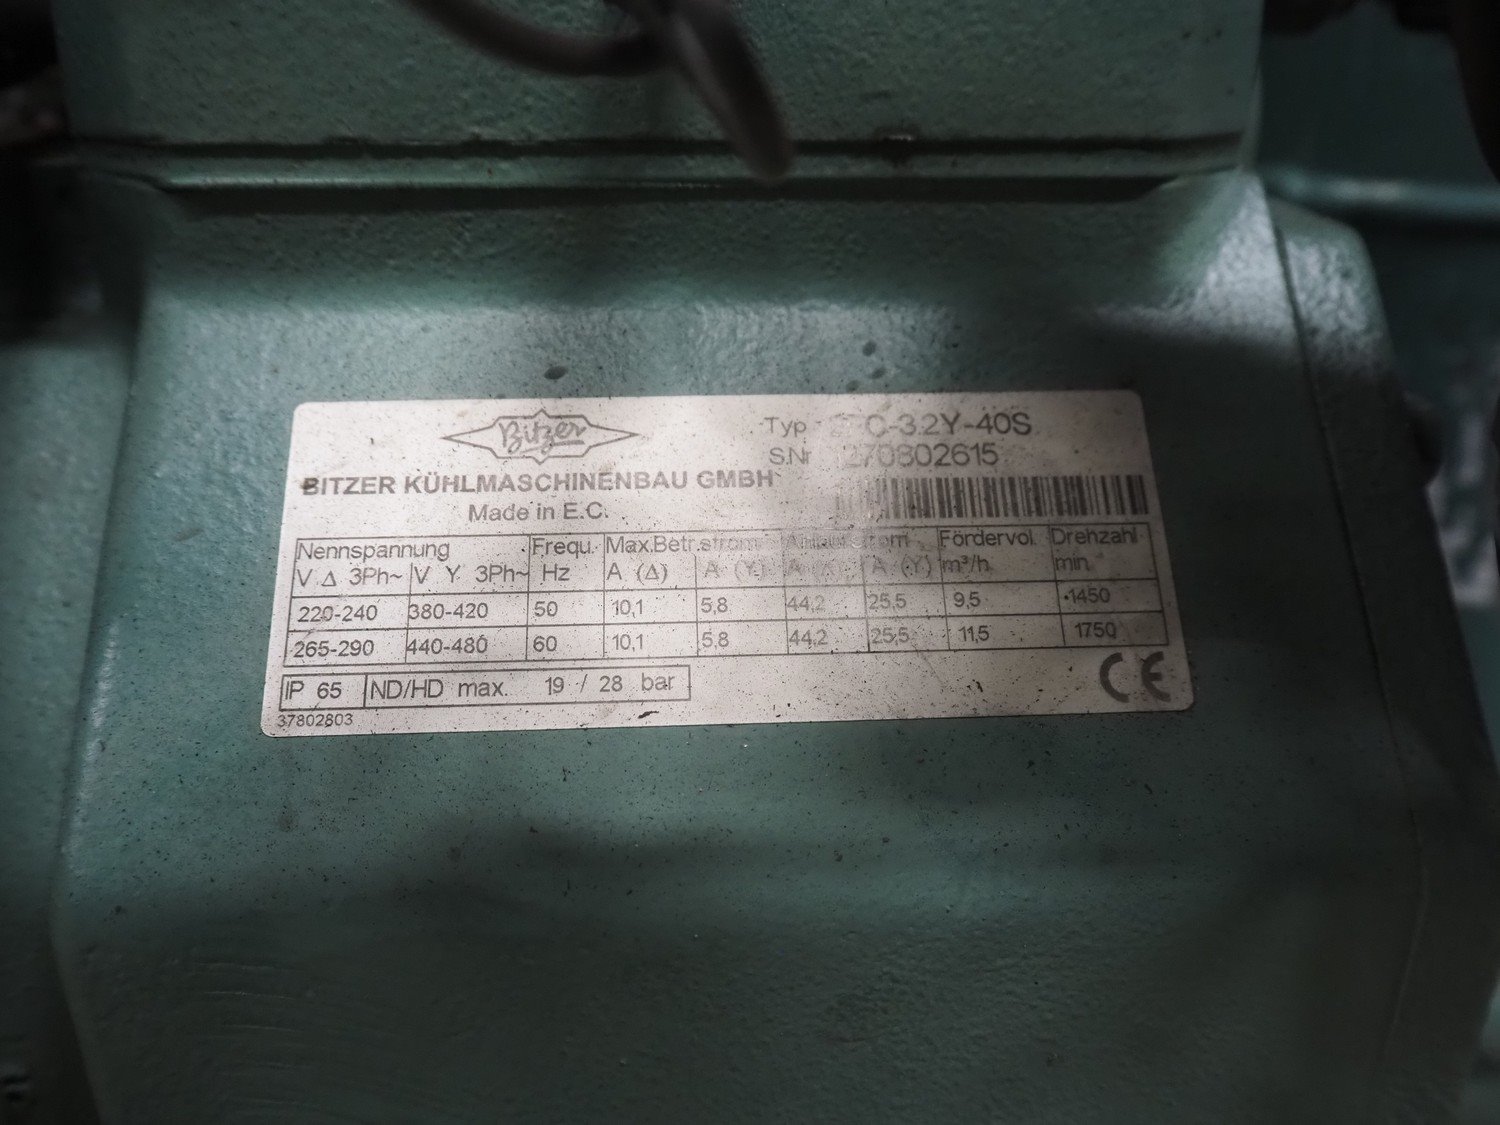 Bitzer
Typ C-3.2Y-40S
S.Nr 270802615
BITZER KÜHLMASCHINENBAU GMBH
Made in E.C.
Nennspannung Frequ. Max.Betr.strom Fördervol. Drehzahl
V Δ 3Ph~ V Y 3Ph~ Hz A (Δ) A (Y) A A (Y) m³/h min.
220-240 380-420 50 10,1 5,8 44,2 25,5 9,5 1450
265-290 440-480 60 10,1 5,8 44,2 25,5 11,5 1750
IP 65 ND/HD max. 19 / 28 bar
CE
37802803